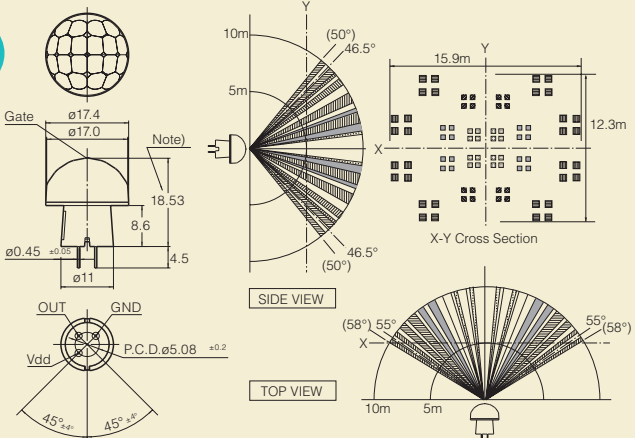 Gate
ø17.4
ø17.0
Note)
18.53
8.6
ø0.45 ±0.05
4.5
ø11
OUT
GND
Vdd
P.C.D.ø5.08 ±0.2
45°±4°
45°±4°
Y
10m
(50°)
46.5°
5m
46.5°
(50°)
SIDE VIEW
Y
15.9m
12.3m
X
X-Y Cross Section
(58°) 55°
55°
(58°)
X
TOP VIEW
10m
5m